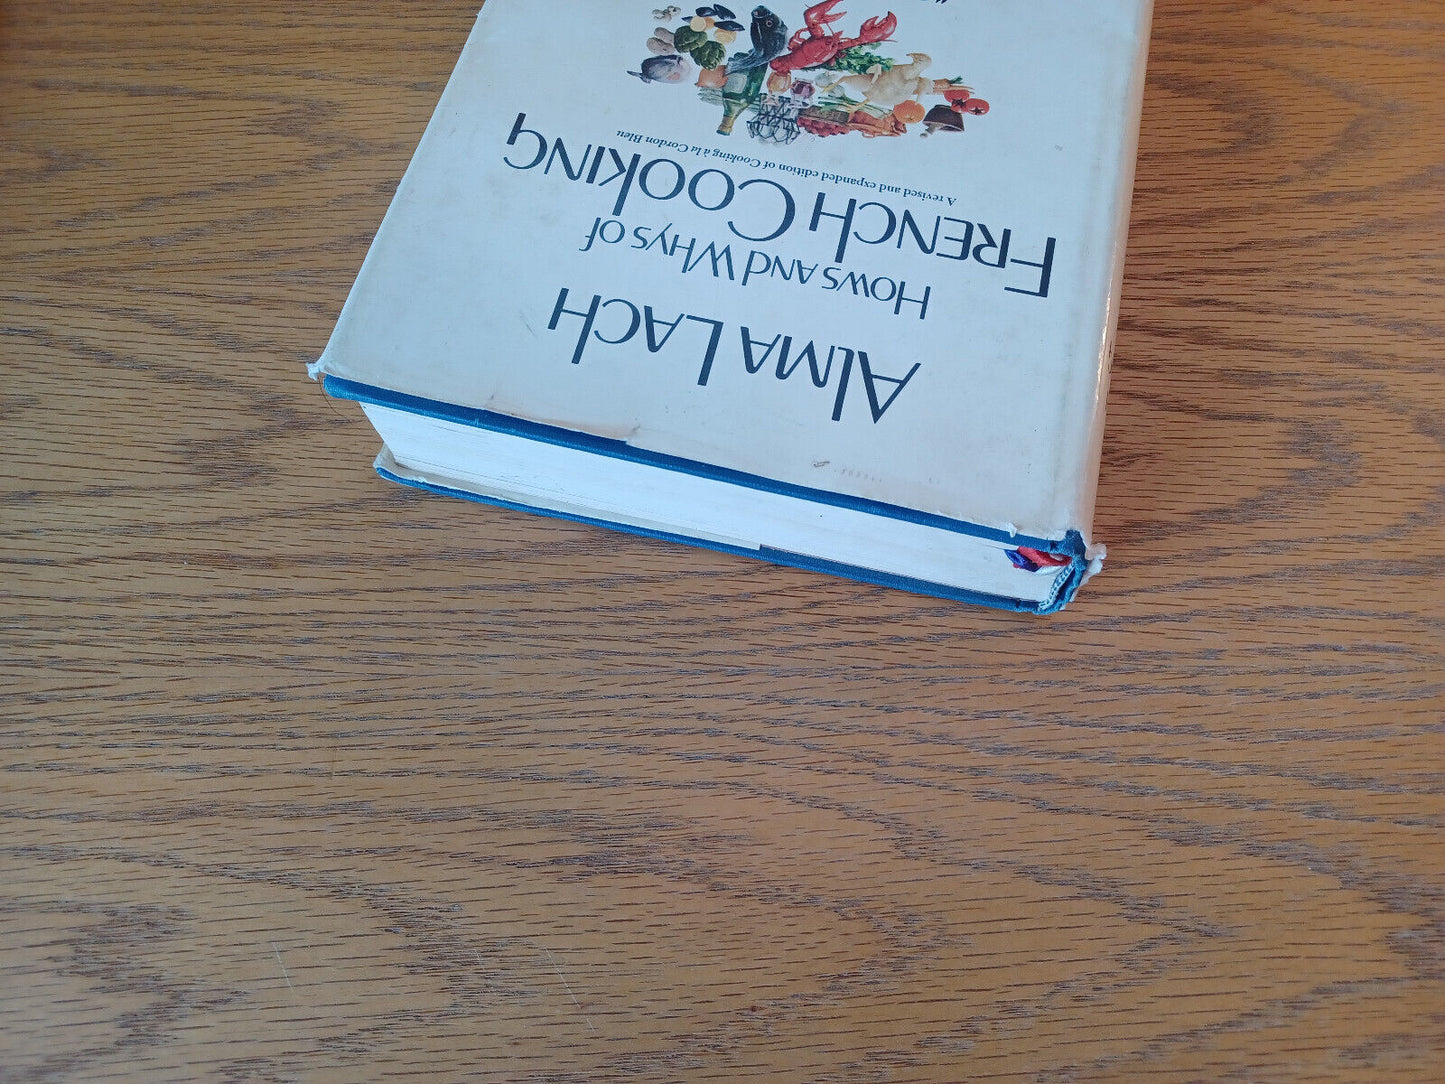 ALMA LACH
HOWS AND WHYS OF
FRENCH COOKING
A revised and expanded edition of Cooking à la Cordon Bleu